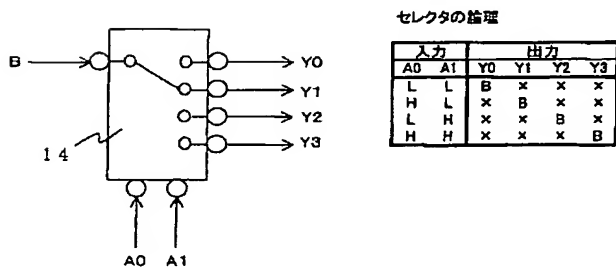 B
Y0
Y1
Y2
Y3
14
A0 A1
セレクタの論理
入力 出力
A0 A1 Y0 Y1 Y2 Y3
L L B × × ×
H L × B × ×
L H × × B ×
H H × × × B